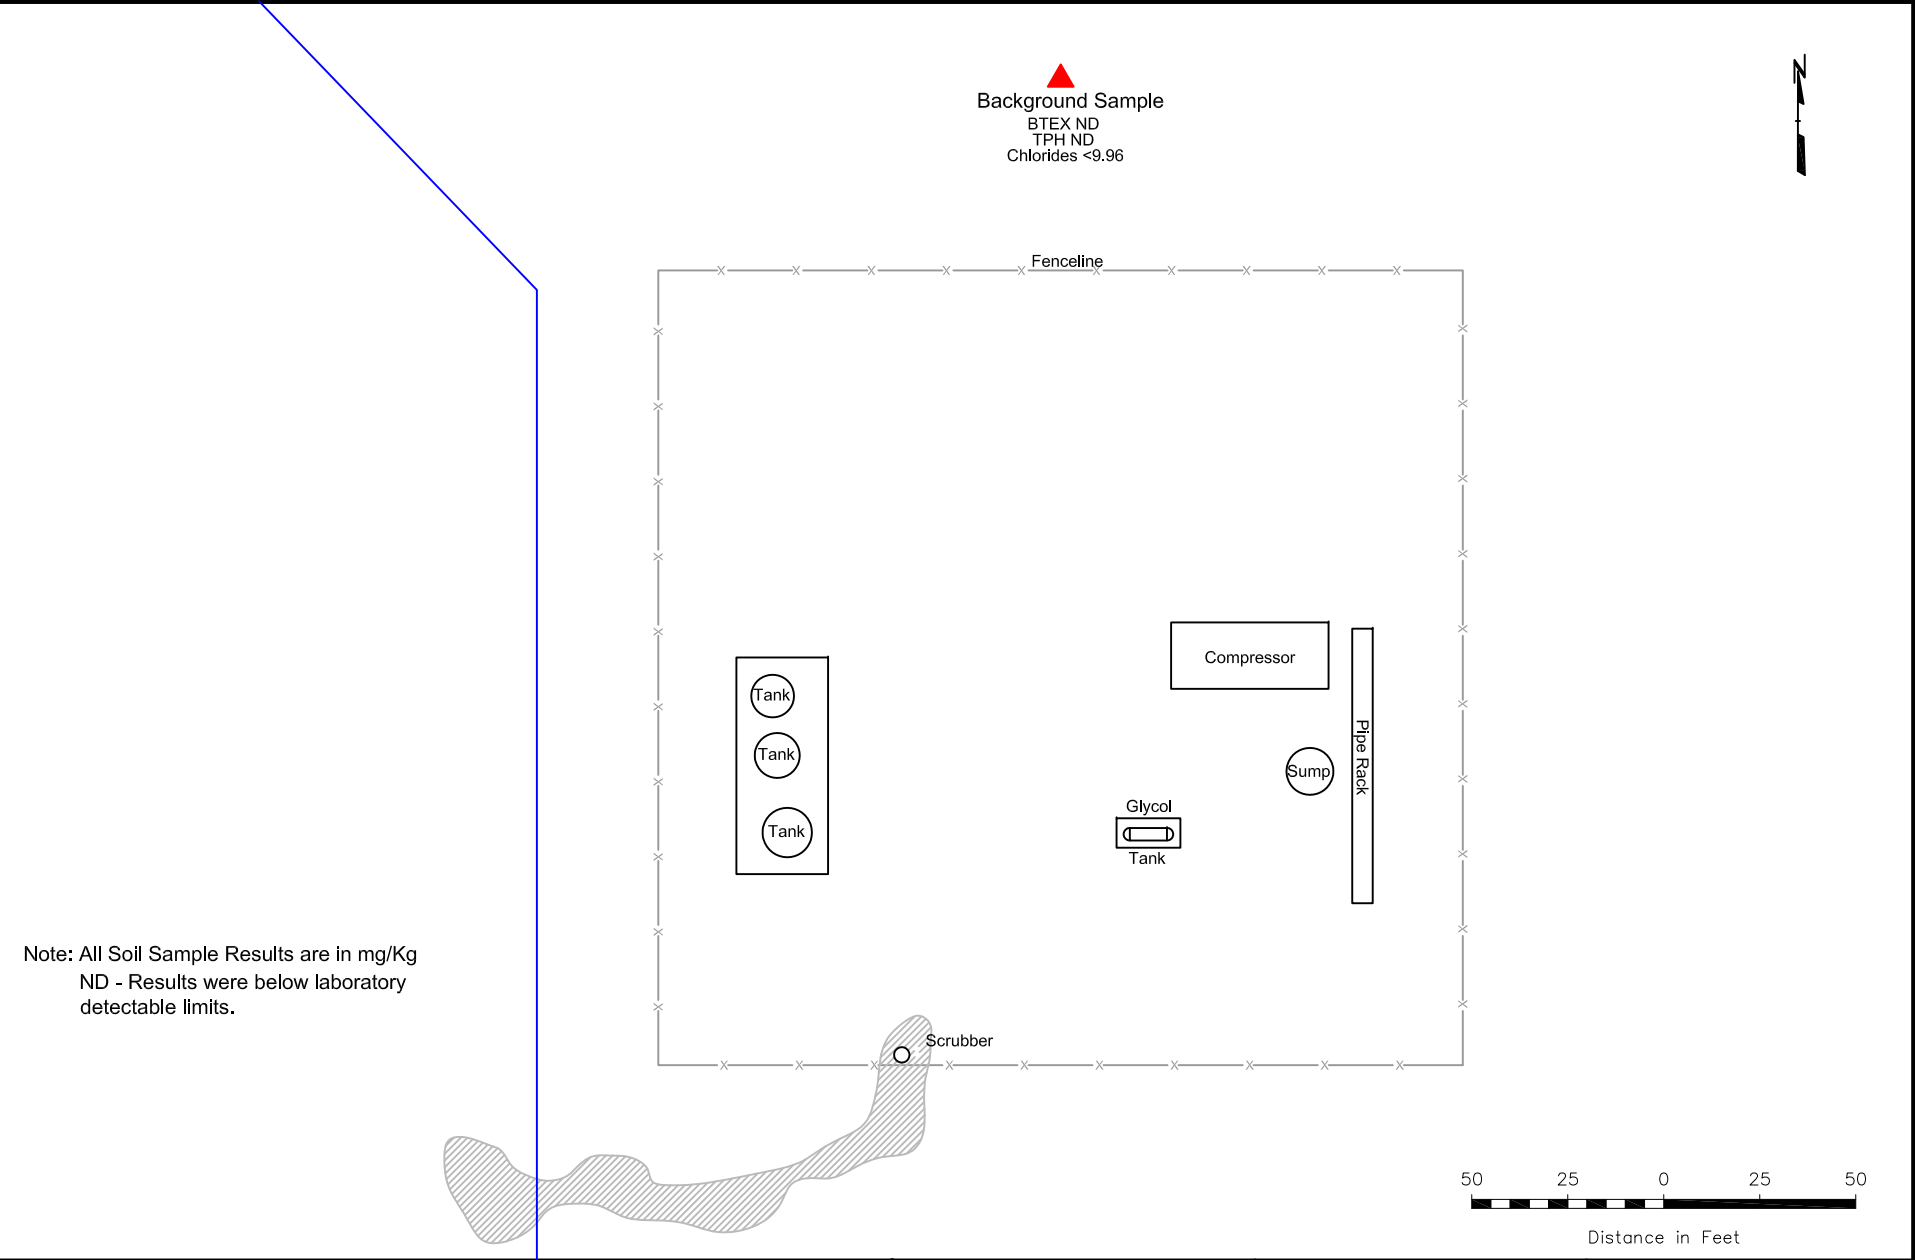 N
Background Sample
BTEX ND
TPH ND
Chlorides <9.96
Fenceline
Compressor
Tank
Tank
Tank
Pipe Rack
Sump
Glycol
Tank
Note: All Soil Sample Results are in mg/Kg
ND - Results were below laboratory
detectable limits.
Scrubber
50 25 0 25 50
Distance in Feet